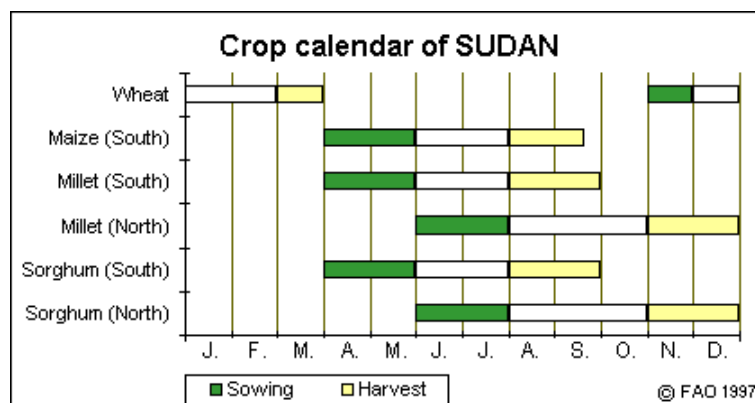 Crop calendar of SUDAN
Wheat
Maize (South)
Millet (South)
Millet (North)
Sorghum (South)
Sorghum (North)
J. F. M. A. M. J. J. A. S. O. N. D.
Sowing Harvest
© FAO 1997